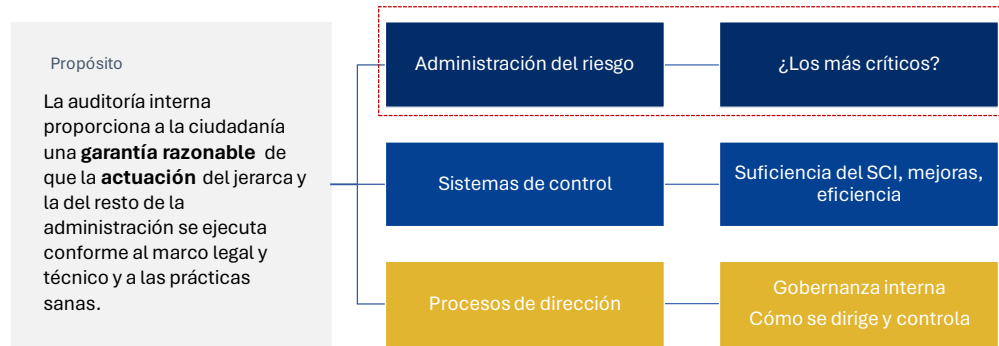 Propósito
La auditoría interna
proporciona a la ciudadanía
una garantía razonable de
que la actuación del jerarca y
la del resto de la
administración se ejecuta
conforme al marco legal y
técnico y a las prácticas
sanas.
Administración del riesgo
¿Los más críticos?
Sistemas de control
Suficiencia del SCI, mejoras,
eficiencia
Procesos de dirección
Gobernanza interna
Cómo se dirige y controla